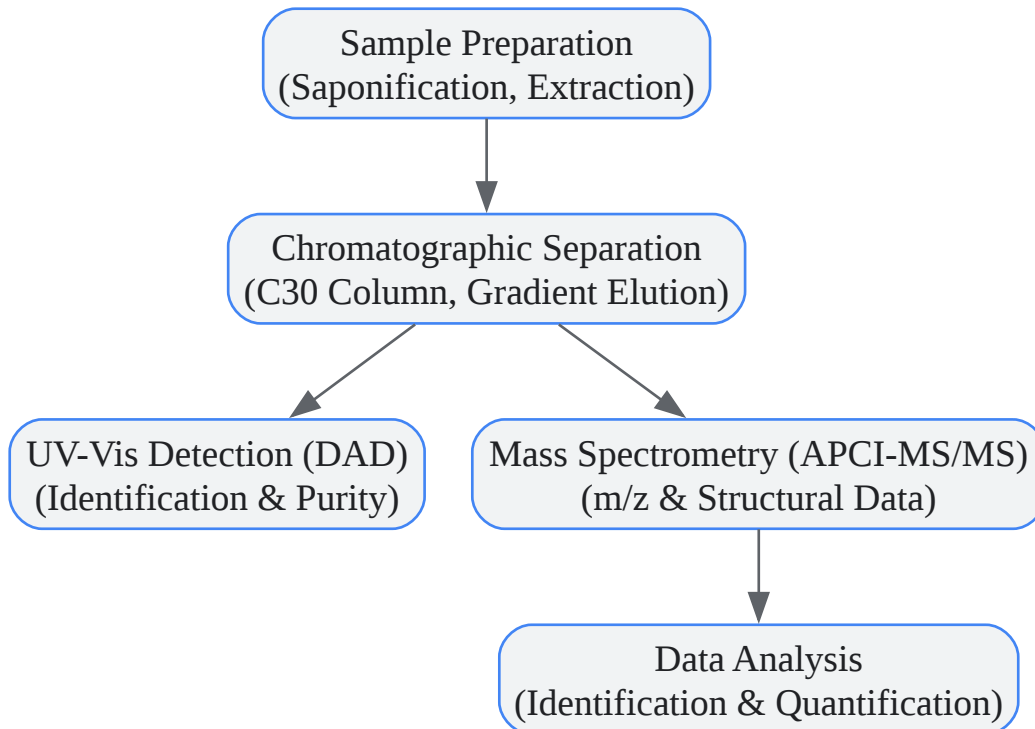 Sample Preparation
(Saponification, Extraction)
Chromatographic Separation
(C30 Column, Gradient Elution)
UV-Vis Detection (DAD)
(Identification & Purity)
Mass Spectrometry (APCI-MS/MS)
(m/z & Structural Data)
Data Analysis
(Identification & Quantification)